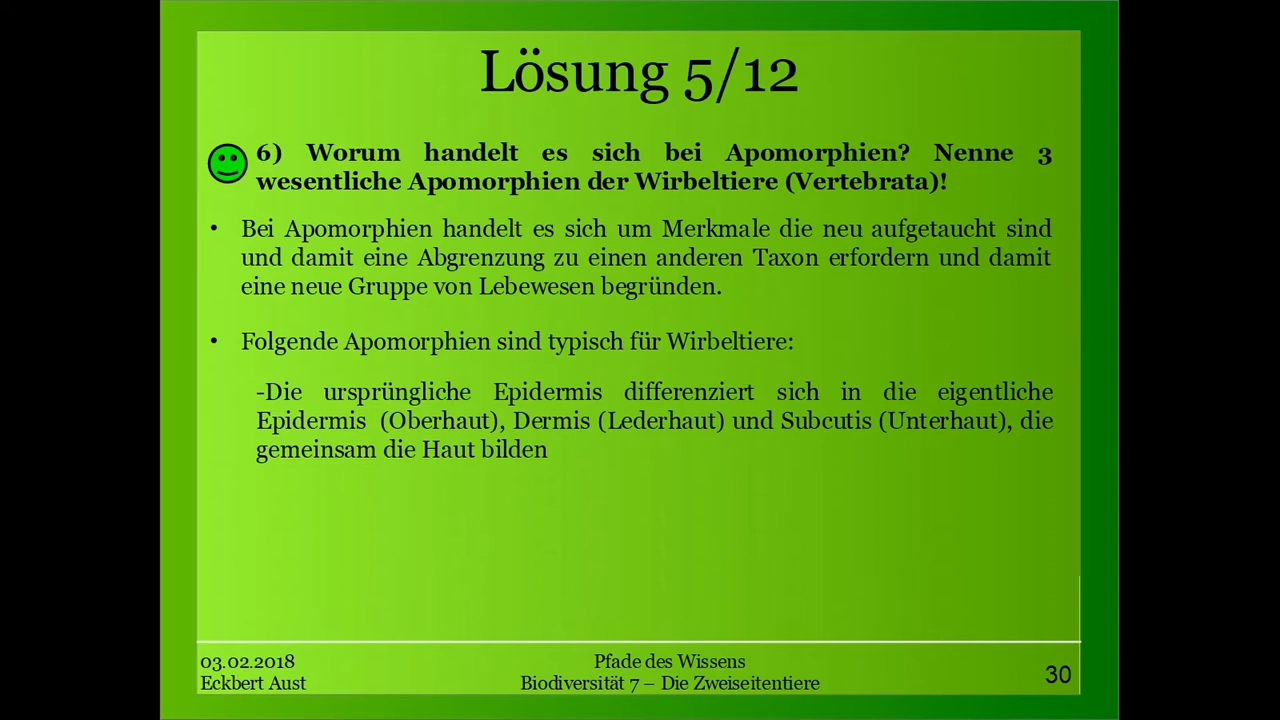 Lösung 5/12
6) Worum handelt es sich bei Apomorphien? Nenne 3
wesentliche Apomorphien der Wirbeltiere (Vertebrata)!
• Bei Apomorphien handelt es sich um Merkmale die neu aufgetaucht sind
und damit eine Abgrenzung zu einen anderen Taxon erfordern und damit
eine neue Gruppe von Lebewesen begründen.
• Folgende Apomorphien sind typisch für Wirbeltiere:
-Die ursprüngliche Epidermis differenziert sich in die eigentliche
Epidermis (Oberhaut), Dermis (Lederhaut) und Subcutis (Unterhaut), die
gemeinsam die Haut bilden
03.02.2018
Eckbert Aust
Pfade des Wissens
Biodiversität 7 – Die Zweiseitentiere
30